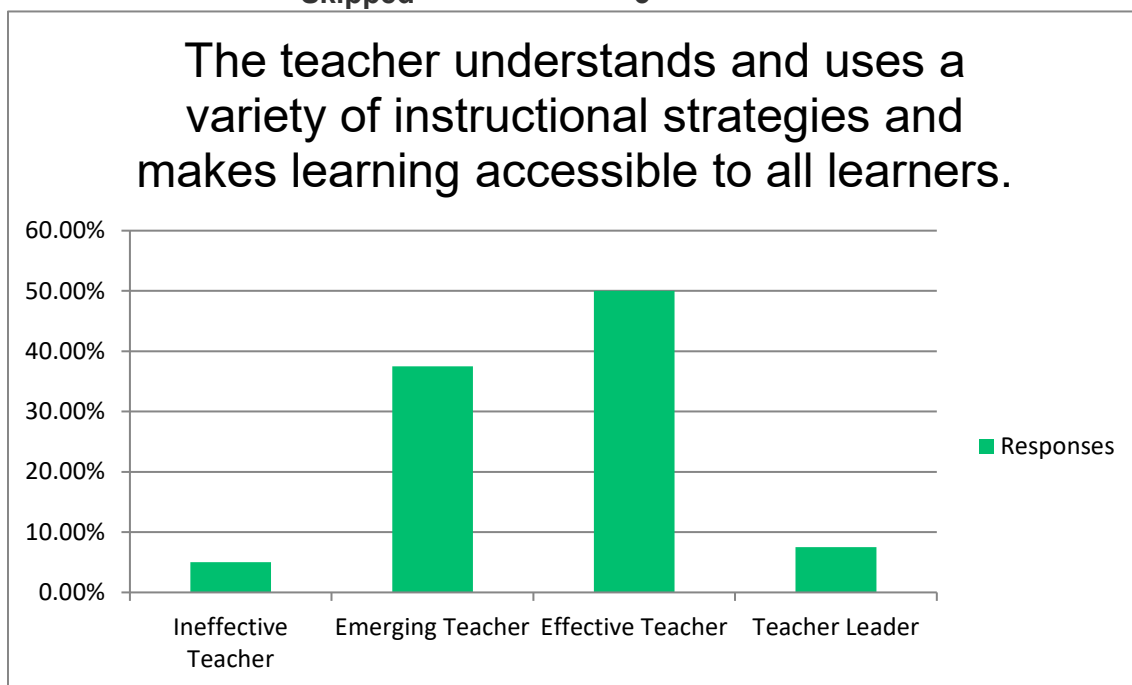 Skipped
The teacher understands and uses a
variety of instructional strategies and
makes learning accessible to all learners.
60.00%
50.00%
40.00%
30.00%
20.00%
10.00%
0.00%
Ineffective
Teacher
Emerging Teacher
Effective Teacher
Teacher Leader
Responses